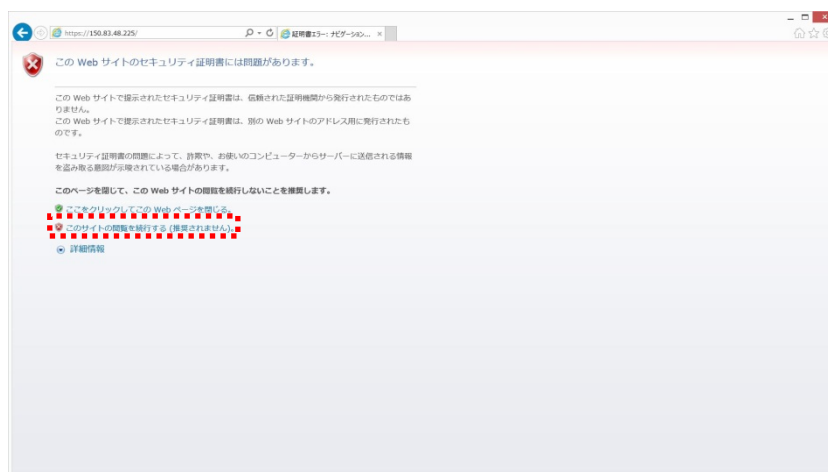 https://150.83.48.225/
証明書エラー: ナビゲーション...
この Web サイトのセキュリティ証明書には問題があります。
この Web サイトで提示されたセキュリティ証明書は、信頼された証明機関から発行されたものではあ
りません。
この Web サイトで提示されたセキュリティ証明書は、別の Web サイトのアドレス用に発行されたも
のです。
セキュリティ証明書の問題によって、詐欺や、お使いのコンピューターからサーバーに送信される情報
を盗み取る意図が示唆されている場合があります。
このページを閉じて、この Web サイトの閲覧を続行しないことを推奨します。
ここをクリックしてこの Web ページを閉じる。
このサイトの閲覧を続行する (推奨されません)。
詳細情報